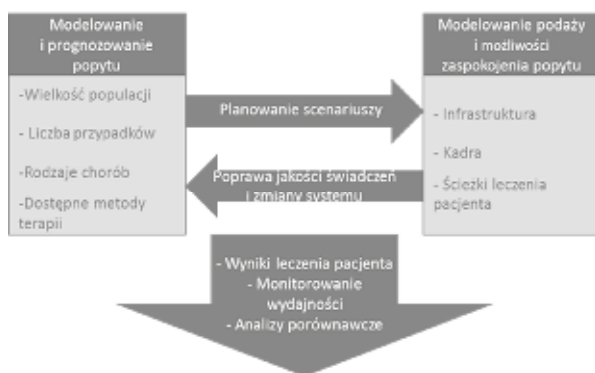 Modelowanie
i prognozowanie
popytu
-Wielkość populacji
- Liczba przypadków
-Rodzaje chorób
-Dostępne metody
terapii
Planowanie scenariuszy
Poprawa jakości świadczeń
i zmiany systemu
Modelowanie podaży
i możliwości
zaspokojenia popytu
- Infrastruktura
- Kadra
- Ścieżki leczenia
pacjenta
- Wyniki leczenia pacjenta
- Monitorowanie
wydajności
- Analizy porównawcze